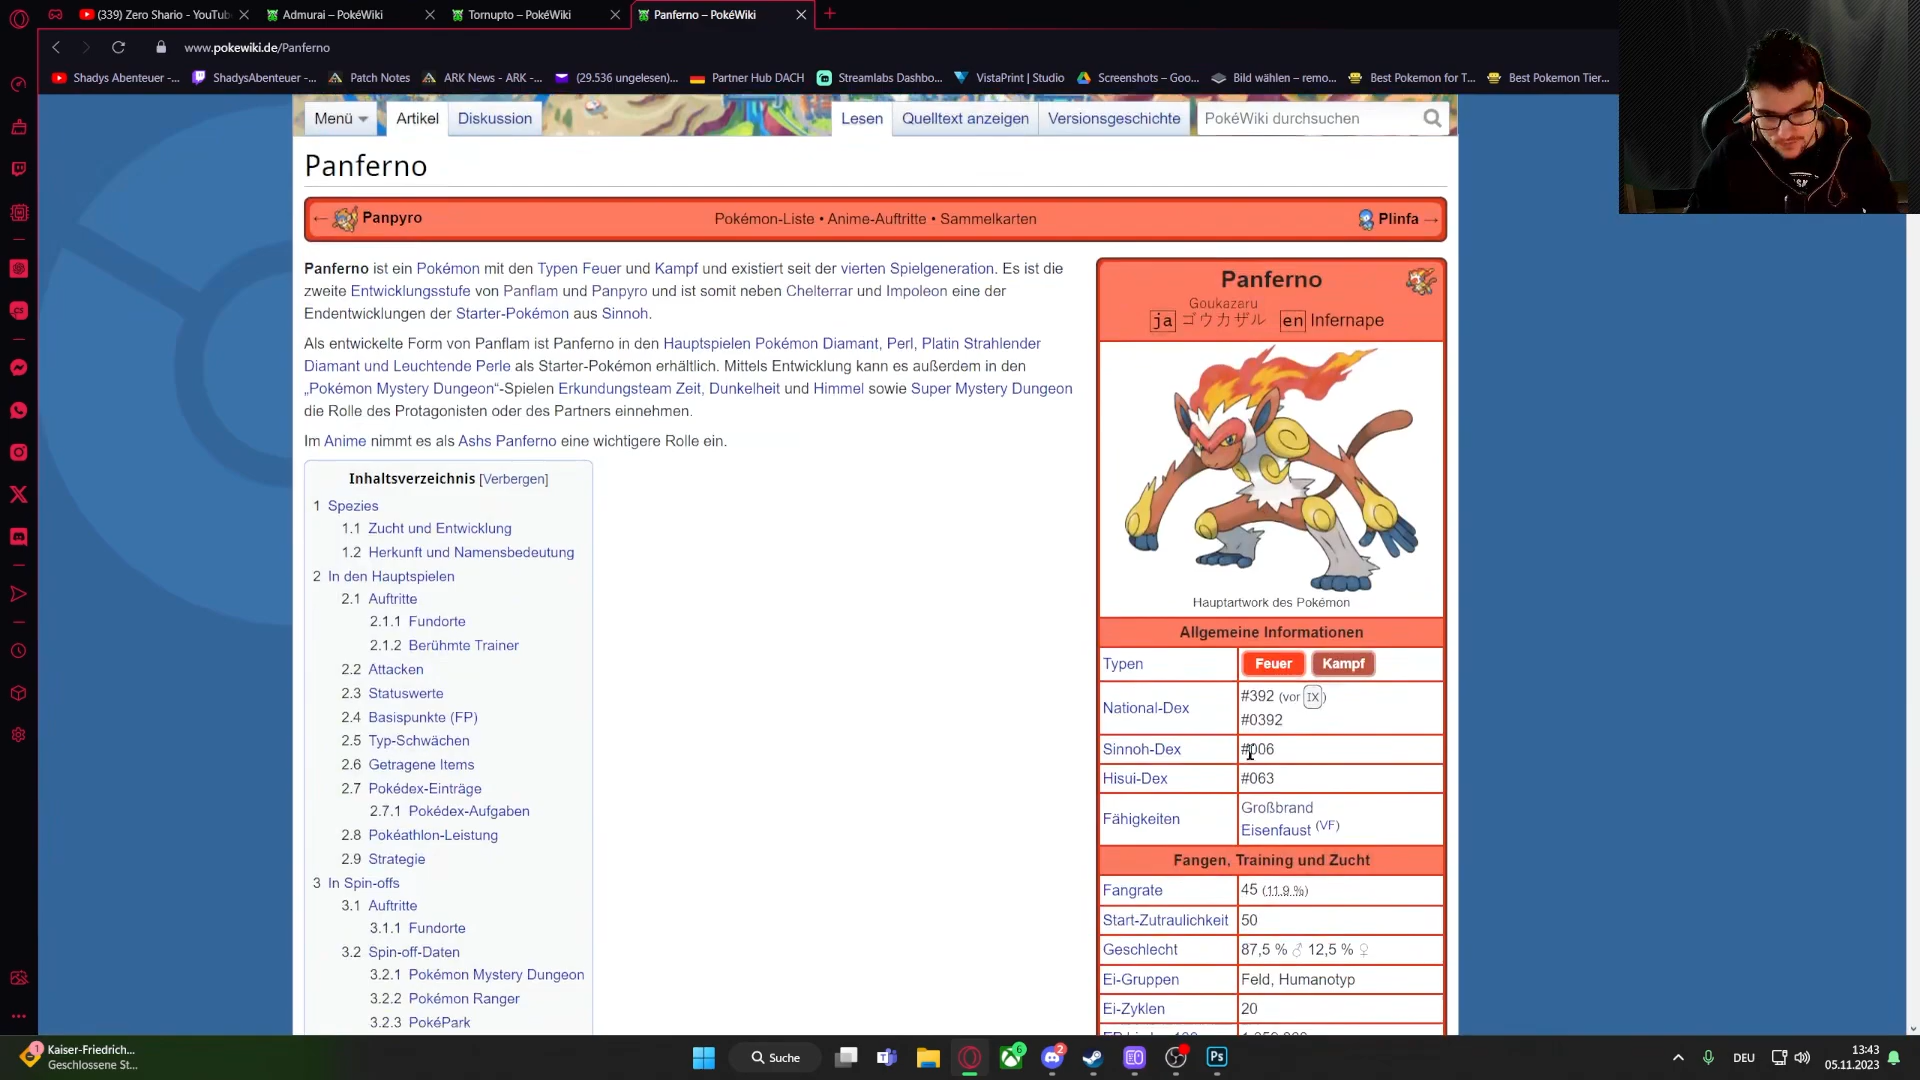 (339) Zero Shario - YouTub
Admurai – PokéWiki
Tornupto – PokéWiki
Panferno – PokéWiki
www.pokewiki.de/Panferno
Shadys Abenteuer -...
ShadysAbenteuer -...
Patch Notes
ARK News - ARK -...
(29.536 ungelesen)...
Partner Hub DACH
Streamlabs Dashbo...
VistaPrint | Studio
Screenshots – Goo...
Bild wählen – remo...
Best Pokemon for T...
Best Pokemon Tier...
Menü
Artikel
Diskussion
Lesen
Quelltext anzeigen
Versionsgeschichte
PokéWiki durchsuchen
Panferno
← Panpyro
Pokémon-Liste • Anime-Auftritte • Sammelkarten
Plinfa →
Panferno ist ein Pokémon mit den Typen Feuer und Kampf und existiert seit der vierten Spielgeneration. Es ist die
zweite Entwicklungsstufe von Panflam und Panpyro und ist somit neben Chelterrar und Impoleon eine der
Endentwicklungen der Starter-Pokémon aus Sinnoh.
Als entwickelte Form von Panflam ist Panferno in den Hauptspielen Pokémon Diamant, Perl, Platin Strahlender
Diamant und Leuchtende Perle als Starter-Pokémon erhältlich. Mittels Entwicklung kann es außerdem in den
„Pokémon Mystery Dungeon“-Spielen Erkundungsteam Zeit, Dunkelheit und Himmel sowie Super Mystery Dungeon
die Rolle des Protagonisten oder des Partners einnehmen.
Im Anime nimmt es als Ashs Panferno eine wichtigere Rolle ein.
Inhaltsverzeichnis [Verbergen]
1 Spezies
1.1 Zucht und Entwicklung
1.2 Herkunft und Namensbedeutung
2 In den Hauptspielen
2.1 Auftritte
2.1.1 Fundorte
2.1.2 Berühmte Trainer
2.2 Attacken
2.3 Statuswerte
2.4 Basispunkte (FP)
2.5 Typ-Schwächen
2.6 Getragene Items
2.7 Pokédex-Einträge
2.7.1 Pokédex-Aufgaben
2.8 Pokéathlon-Leistung
2.9 Strategie
3 In Spin-offs
3.1 Auftritte
3.1.1 Fundorte
3.2 Spin-off-Daten
3.2.1 Pokémon Mystery Dungeon
3.2.2 Pokémon Ranger
3.2.3 PokéPark
Panferno
Goukazaru
ja ゴウカザル en Infernape
Hauptartwork des Pokémon
Allgemeine Informationen
Typen Feuer Kampf
National-Dex #392 (vor IX)
#0392
Sinnoh-Dex #006
Hisui-Dex #063
Fähigkeiten Großbrand
Eisenfaust (VF)
Fangen, Training und Zucht
Fangrate 45 (11.9 %)
Start-Zutraulichkeit 50
Geschlecht 87,5 % ♂ 12,5 % ♀
Ei-Gruppen Feld, Humanotyp
Ei-Zyklen 20
1
Kaiser-Friedrich...
Geschlossene St...
Suche
6
2
Ps
DEU
13:43
05.11.2023